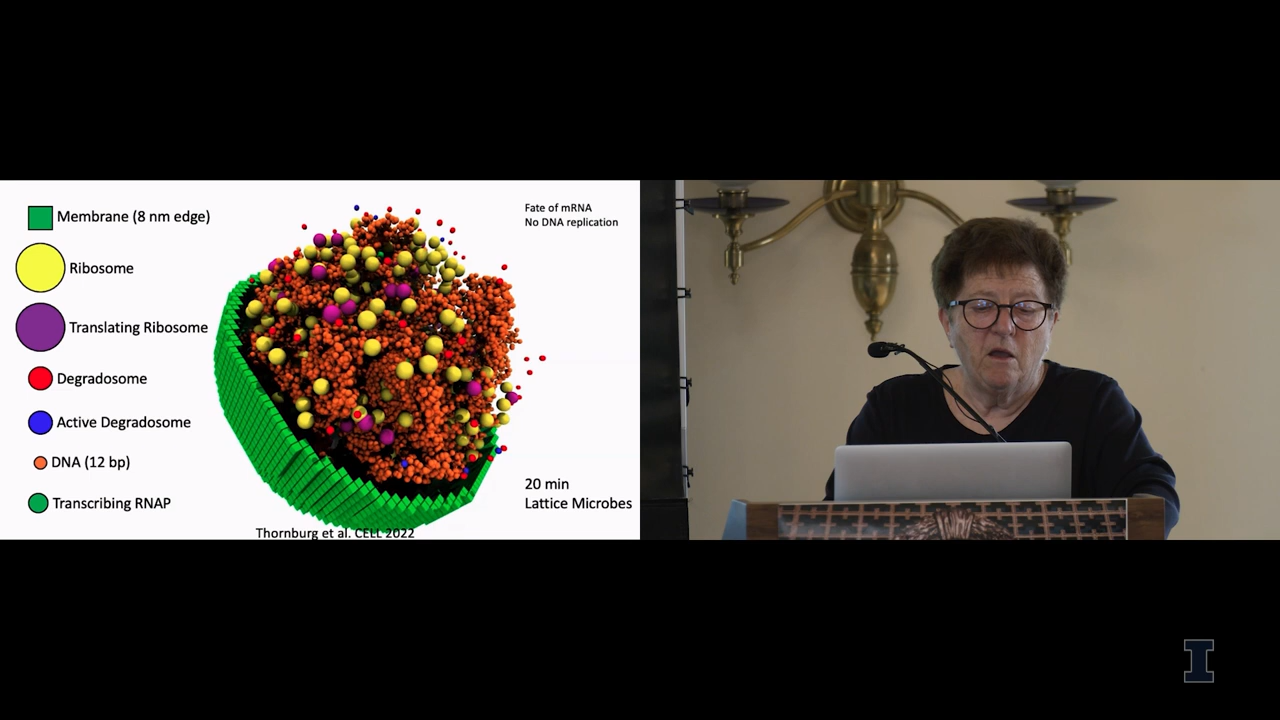 Membrane (8 nm edge)
Ribosome
Translating Ribosome
Degradosome
Active Degradosome
DNA (12 bp)
Transcribing RNAP
Fate of mRNA
No DNA replication
20 min
Lattice Microbes
Thornburg et al. CELL 2022
I